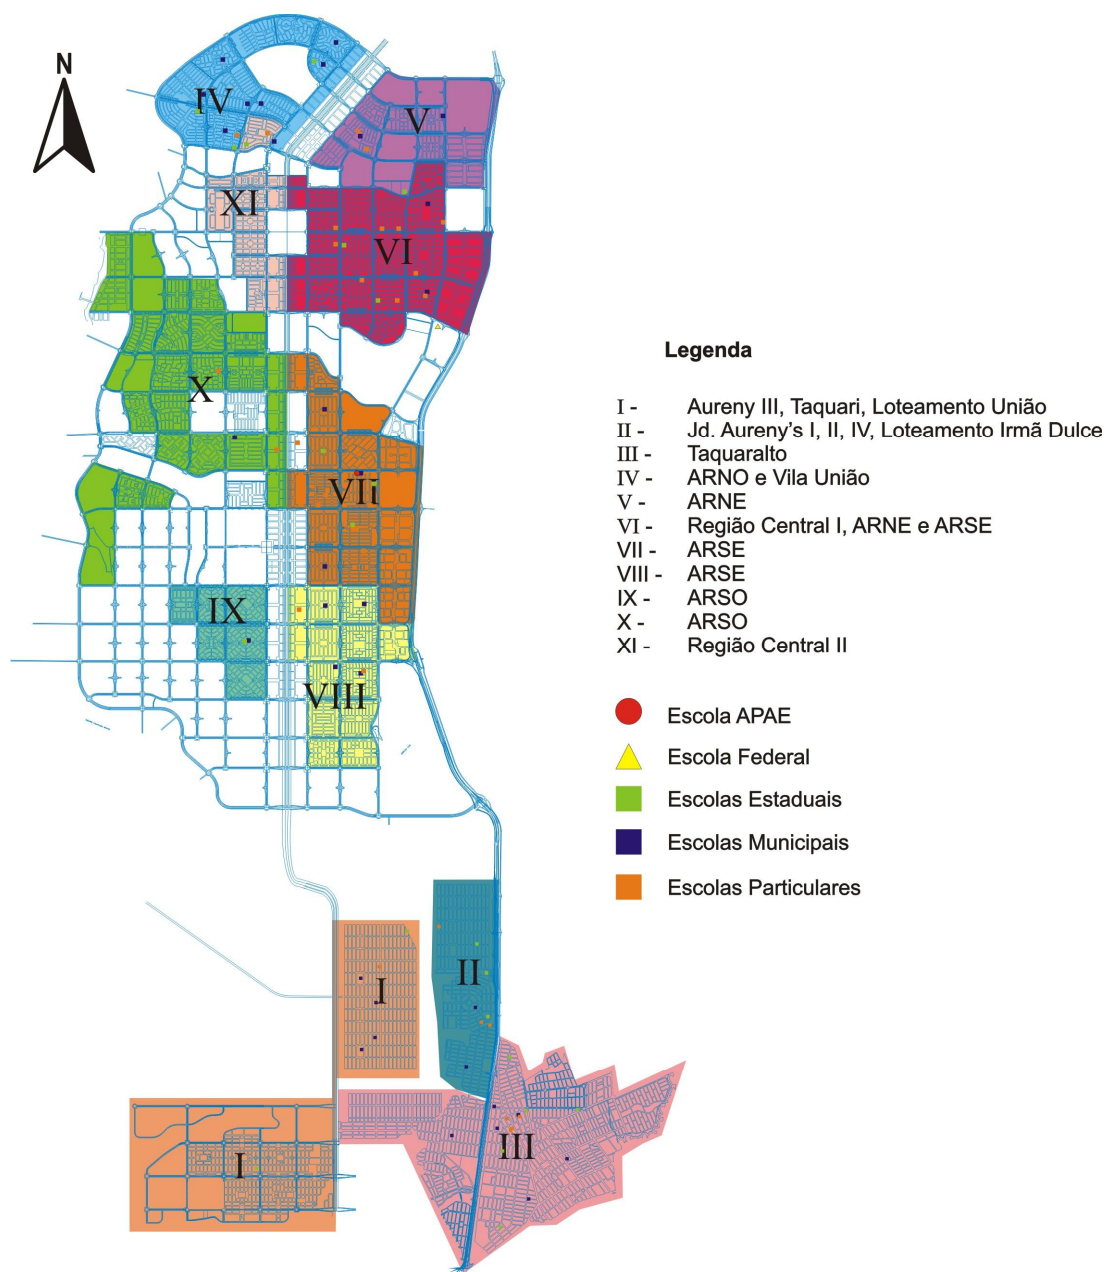 N
IV
V
XI
VI
X
VII
IX
VIII
I
II
III
I
Legenda
I - Aureny III, Taquari, Loteamento União
II - Jd. Aureny's I, II, IV, Loteamento Irmã Dulce
III - Taquaralto
IV - ARNO e Vila União
V - ARNE
VI - Região Central I, ARNE e ARSE
VII - ARSE
VIII - ARSE
IX - ARSO
X - ARSO
XI - Região Central II
Escola APAE
Escola Federal
Escolas Estaduais
Escolas Municipais
Escolas Particulares